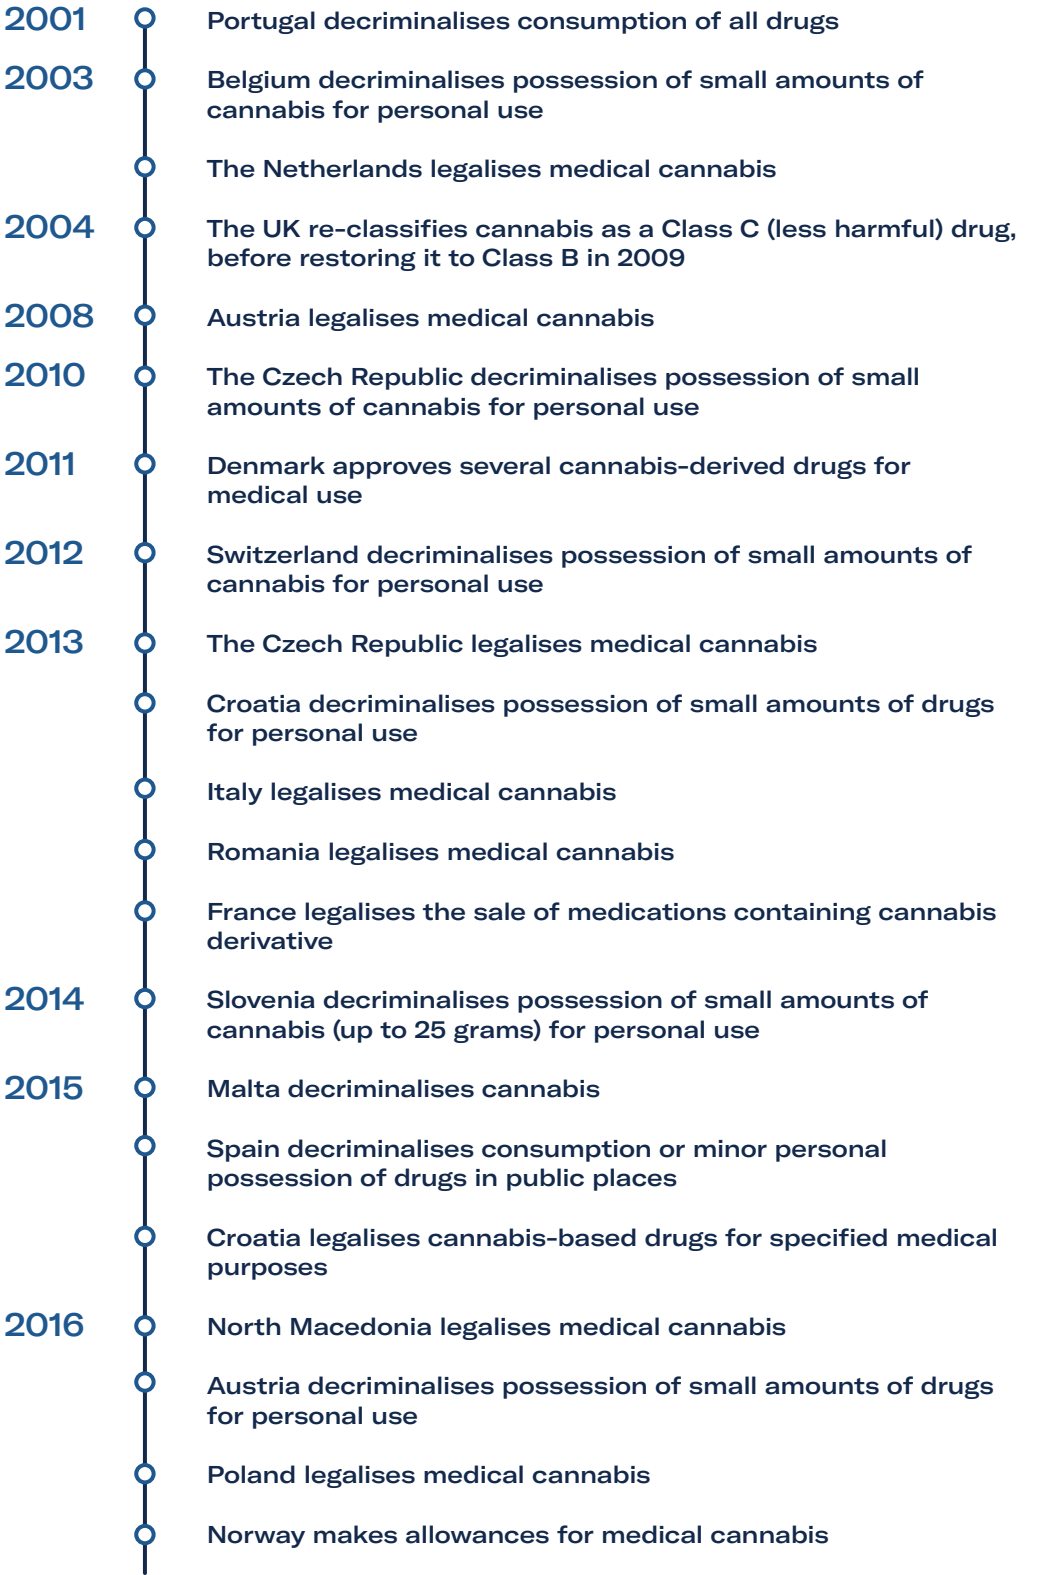 2001 Portugal decriminalises consumption of all drugs
2003 Belgium decriminalises possession of small amounts of
cannabis for personal use
The Netherlands legalises medical cannabis
2004 The UK re-classifies cannabis as a Class C (less harmful) drug,
before restoring it to Class B in 2009
2008 Austria legalises medical cannabis
2010 The Czech Republic decriminalises possession of small
amounts of cannabis for personal use
2011 Denmark approves several cannabis-derived drugs for
medical use
2012 Switzerland decriminalises possession of small amounts of
cannabis for personal use
2013 The Czech Republic legalises medical cannabis
Croatia decriminalises possession of small amounts of drugs
for personal use
Italy legalises medical cannabis
Romania legalises medical cannabis
France legalises the sale of medications containing cannabis
derivative
2014 Slovenia decriminalises possession of small amounts of
cannabis (up to 25 grams) for personal use
2015 Malta decriminalises cannabis
Spain decriminalises consumption or minor personal
possession of drugs in public places
Croatia legalises cannabis-based drugs for specified medical
purposes
2016 North Macedonia legalises medical cannabis
Austria decriminalises possession of small amounts of drugs
for personal use
Poland legalises medical cannabis
Norway makes allowances for medical cannabis